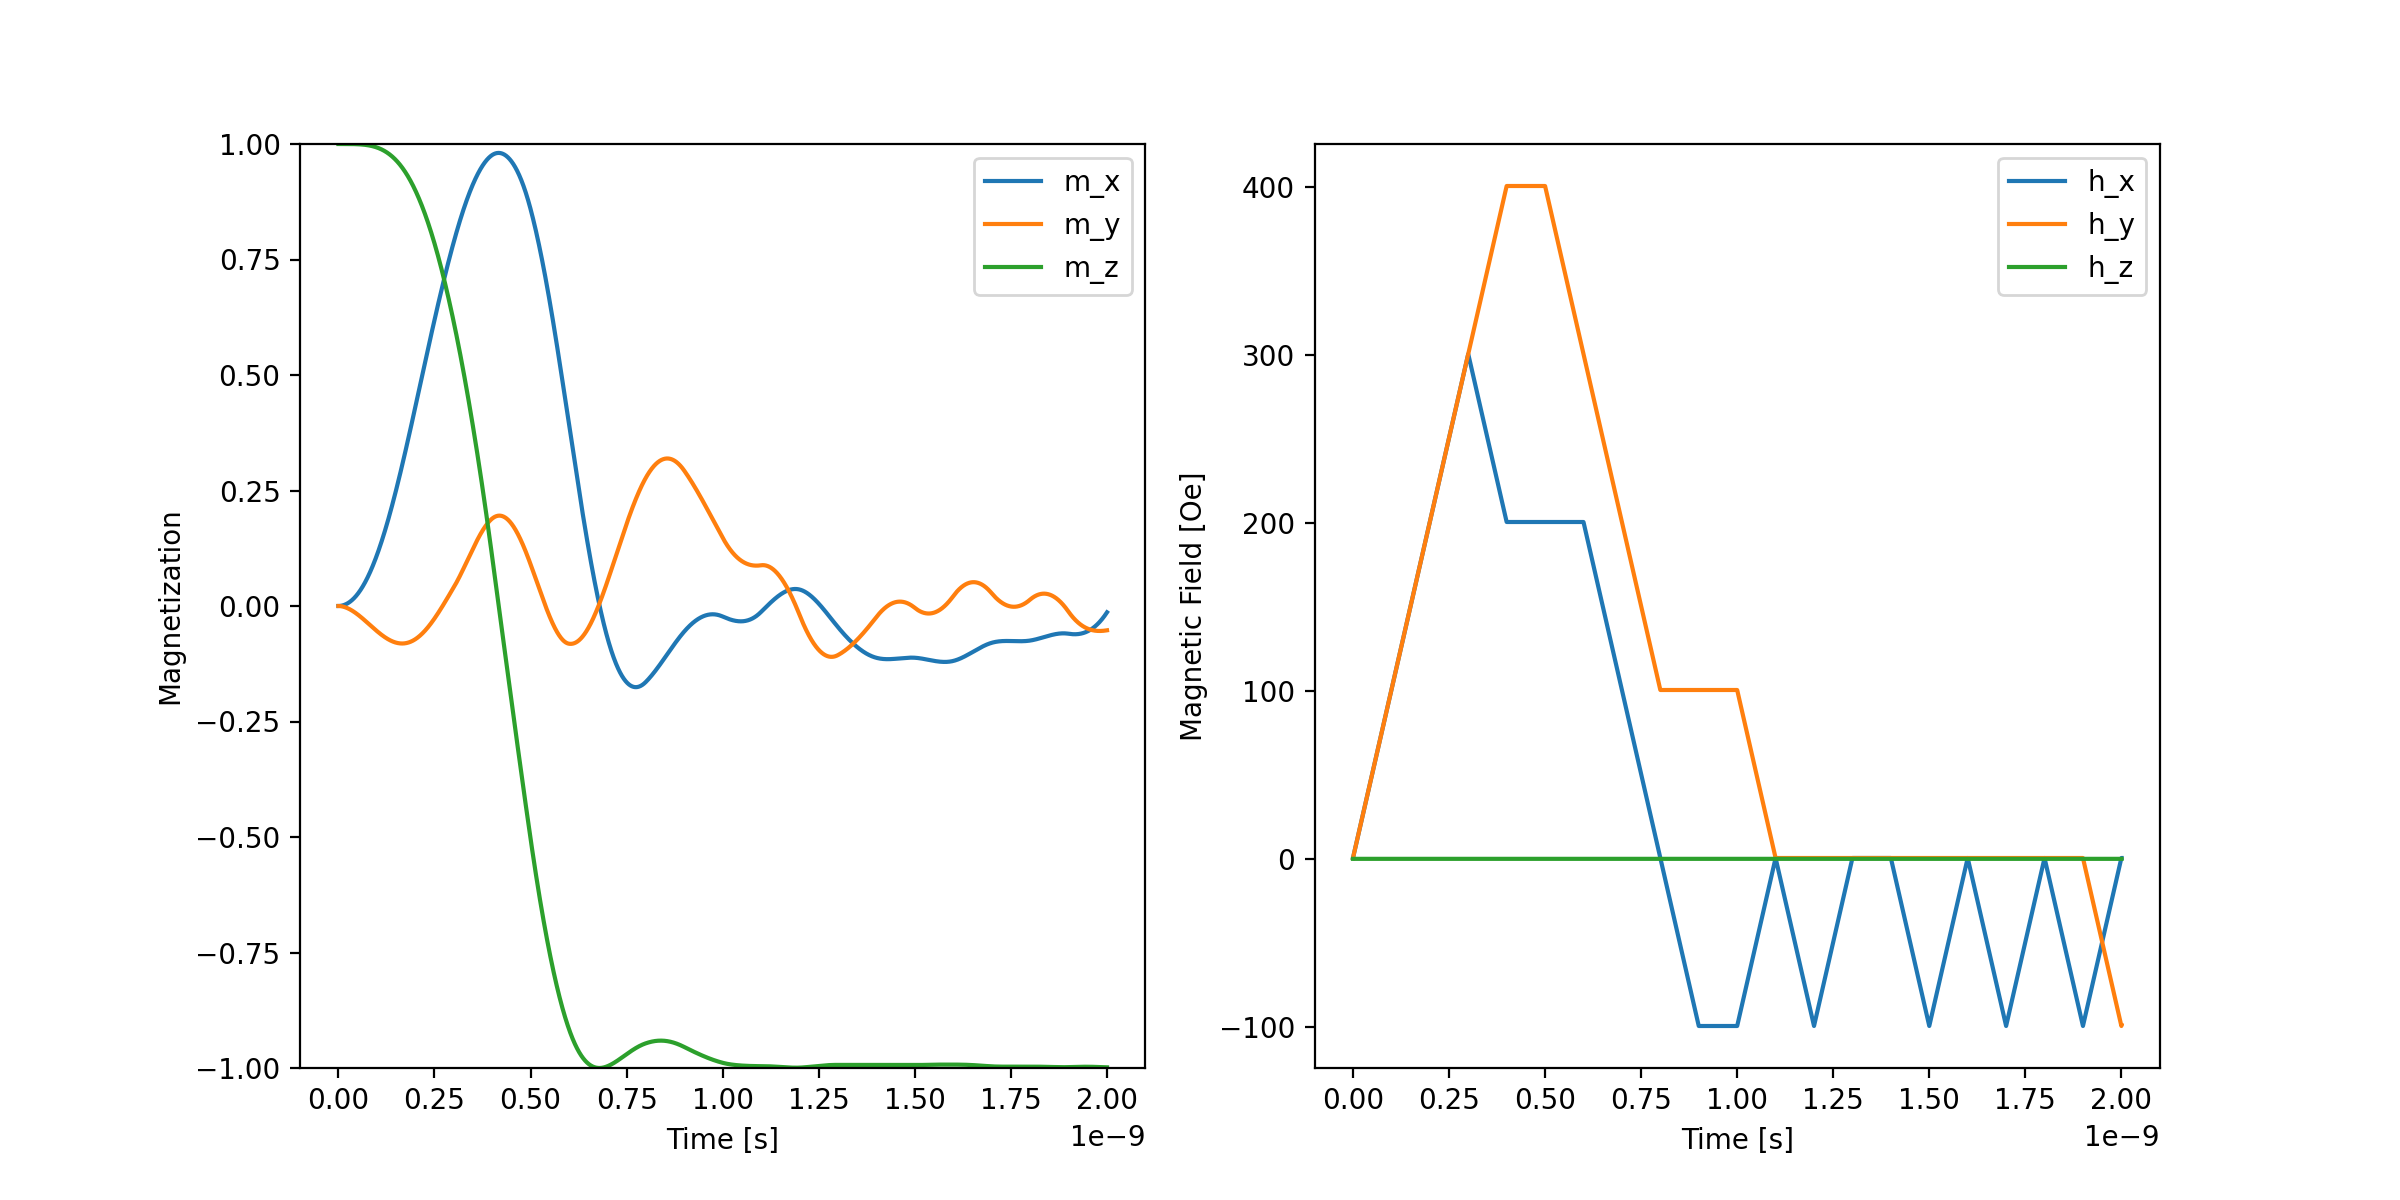 1.00
0.75
0.50
0.25
0.00
−0.25
−0.50
−0.75
−1.00
Magnetization
m_x
m_y
m_z
0.00 0.25 0.50 0.75 1.00 1.25 1.50 1.75 2.00
Time [s]
1e−9
400
300
200
100
0
−100
Magnetic Field [Oe]
h_x
h_y
h_z
0.00 0.25 0.50 0.75 1.00 1.25 1.50 1.75 2.00
Time [s]
1e−9